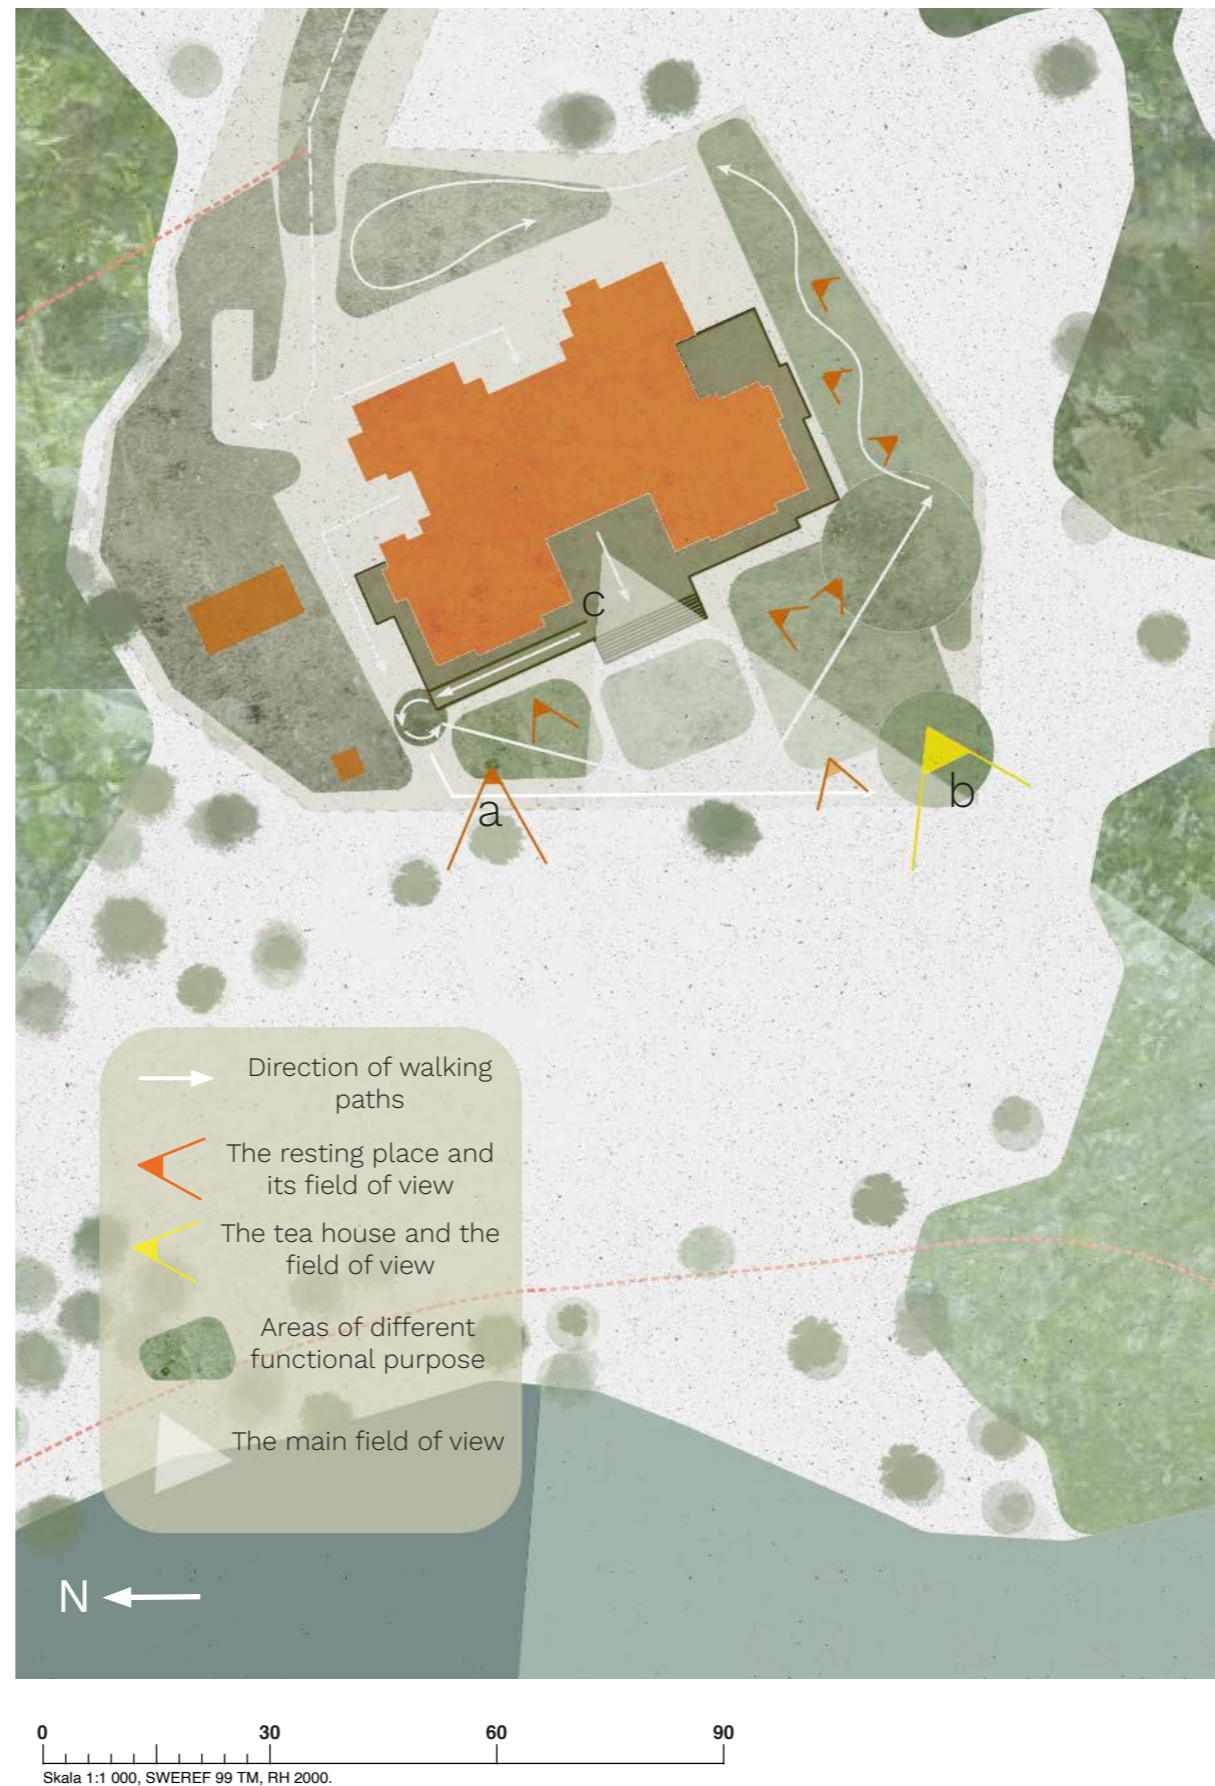 c
a
b
Direction of walking
paths
The resting place and
its field of view
The tea house and the
field of view
Areas of different
functional purpose
The main field of view
N
0 30 60 90
Skala 1:1 000, SWEREF 99 TM, RH 2000.